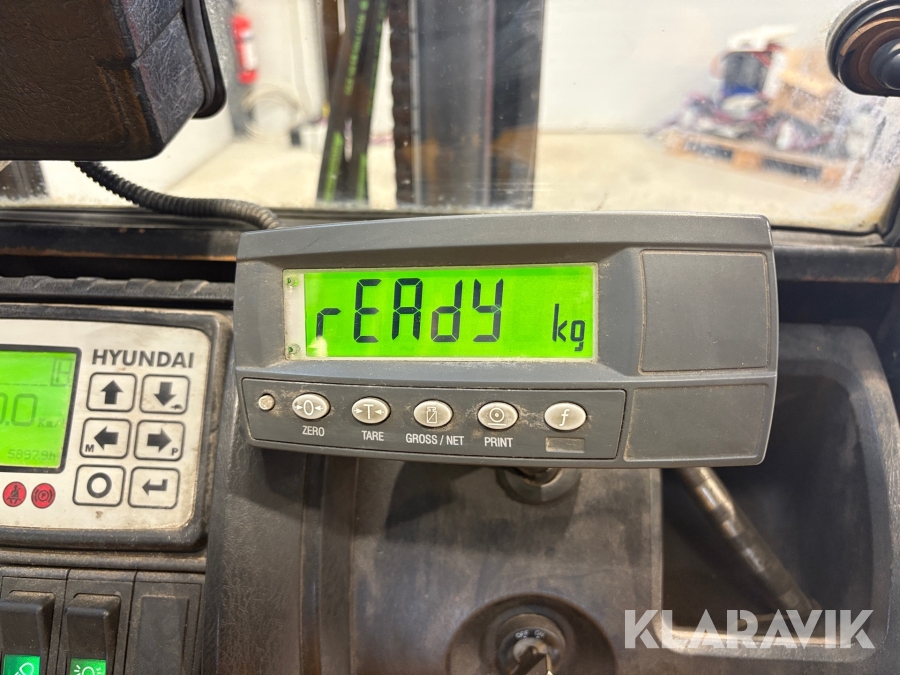 rEAdY kg
ZERO
TARE
GROSS / NET
PRINT
f
HYUNDAI
M
P
KLARAVIK